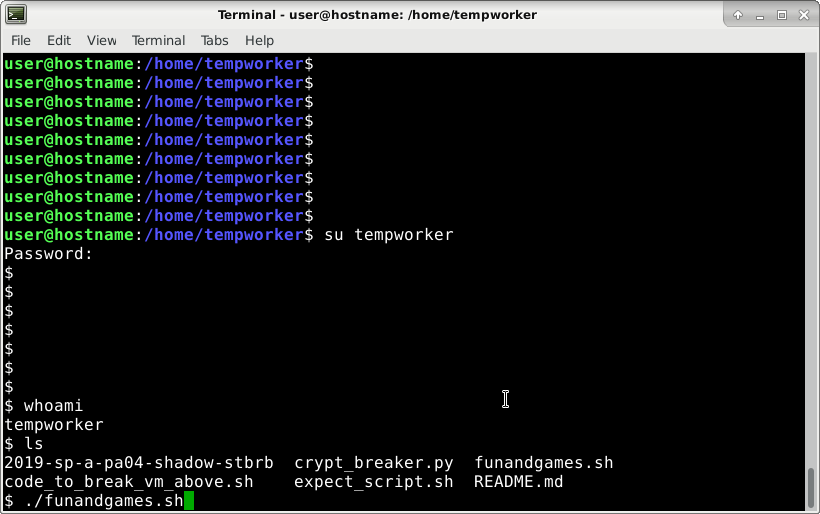 Terminal - user@hostname: /home/tempworker
File Edit View Terminal Tabs Help
user@hostname:/home/tempworker$
user@hostname:/home/tempworker$
user@hostname:/home/tempworker$
user@hostname:/home/tempworker$
user@hostname:/home/tempworker$
user@hostname:/home/tempworker$
user@hostname:/home/tempworker$
user@hostname:/home/tempworker$
user@hostname:/home/tempworker$
user@hostname:/home/tempworker$ su tempworker
Password:
$
$
$
$
$
$
$
$ whoami
tempworker
$ ls
2019-sp-a-pa04-shadow-stbrb crypt_breaker.py funandgames.sh
code_to_break_vm_above.sh expect_script.sh README.md
$ ./funandgames.sh